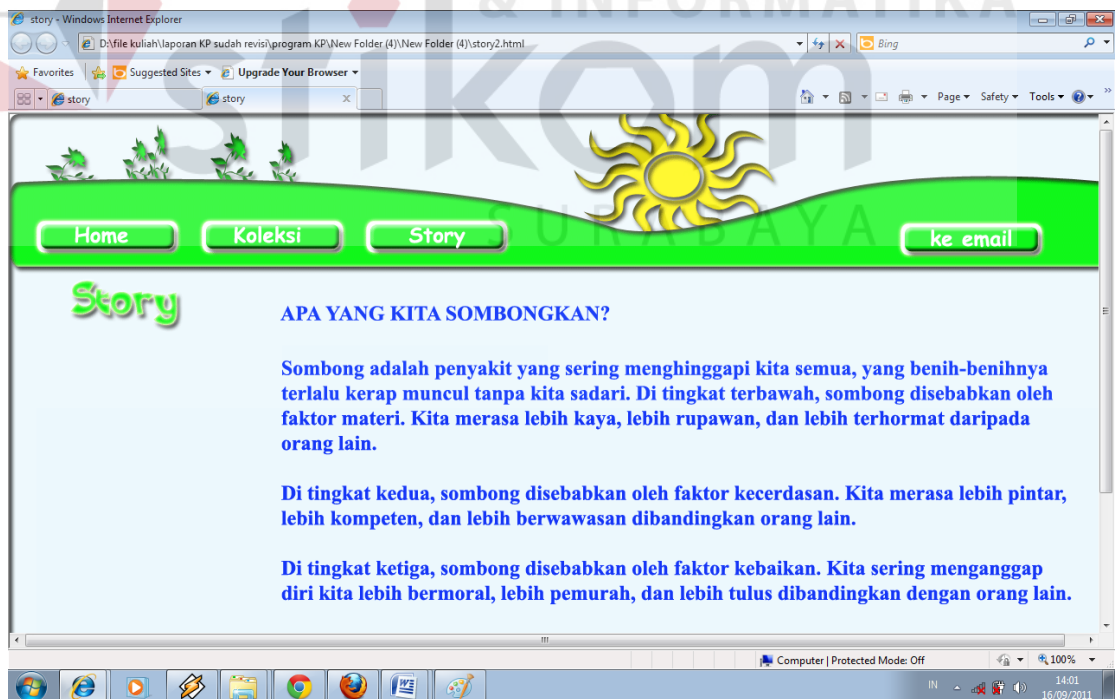 & INFORMATIKA
story - Windows Internet Explorer
D:\file kuliah\laporan KP sudah revisi\program KP\New Folder (4)\New Folder (4)\story2.html
Bing
Favorites
Suggested Sites
Upgrade Your Browser
story
story
Page
Safety
Tools
stikom
SURABAYA
Home
Koleksi
Story
ke email
Story
APA YANG KITA SOMBONGKAN?
Sombong adalah penyakit yang sering menghinggapi kita semua, yang benih-benihnya
terlalu kerap muncul tanpa kita sadari. Di tingkat terbawah, sombong disebabkan oleh
faktor materi. Kita merasa lebih kaya, lebih rupawan, dan lebih terhormat daripada
orang lain.
Di tingkat kedua, sombong disebabkan oleh faktor kecerdasan. Kita merasa lebih pintar,
lebih kompeten, dan lebih berwawasan dibandingkan orang lain.
Di tingkat ketiga, sombong disebabkan oleh faktor kebaikan. Kita sering menganggap
diri kita lebih bermoral, lebih pemurah, dan lebih tulus dibandingkan dengan orang lain.
Computer | Protected Mode: Off
100%
IN
14:01
16/09/2011